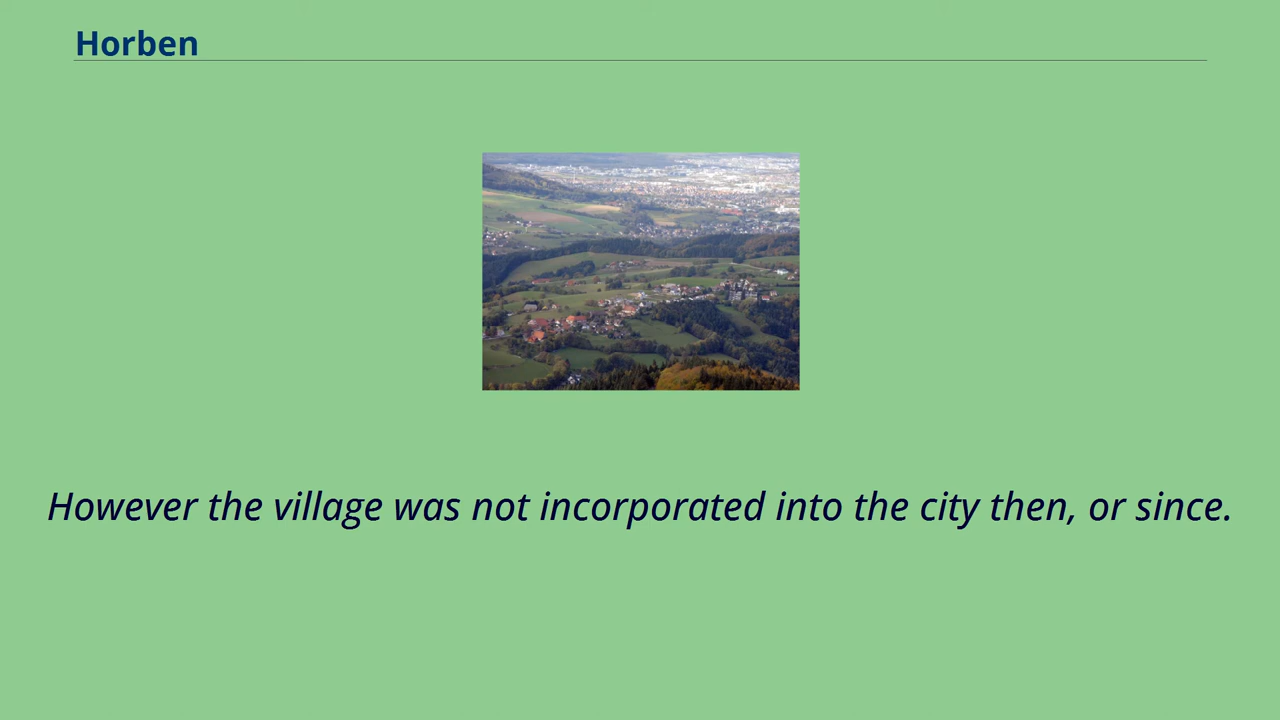 Horben
However the village was not incorporated into the city then, or since.